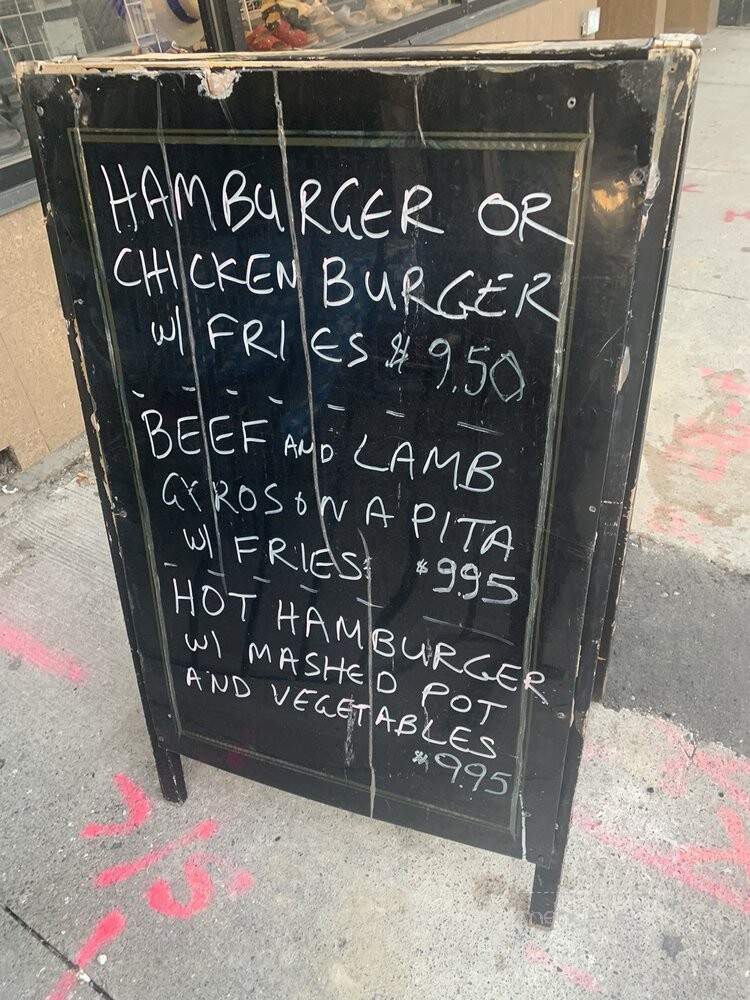 HAMBURGER OR
CHICKEN BURGER
W/ FRIES $9.50
BEEF AND LAMB
GYROS ON A PITA
W/ FRIES $9.95
HOT HAMBURGER
W/ MASHED POT
AND VEGETABLES
$9.95